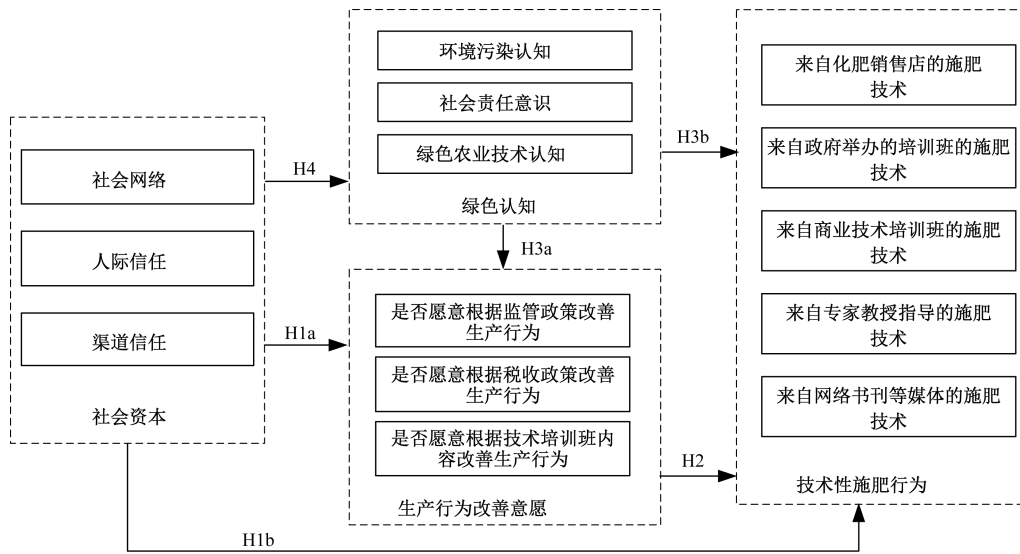 社会网络
人际信任
渠道信任
社会资本
H4
H1a
H1b
环境污染认知
社会责任意识
绿色农业技术认知
绿色认知
H3a
是否愿意根据监管政策改善
生产行为
是否愿意根据税收政策改善
生产行为
是否愿意根据技术培训班内
容改善生产行为
生产行为改善意愿
H3b
H2
来自化肥销售店的施肥
技术
来自政府举办的培训班的施肥
技术
来自商业技术培训班的施肥
技术
来自专家教授指导的施肥
技术
来自网络书刊等媒体的施肥
技术
技术性施肥行为